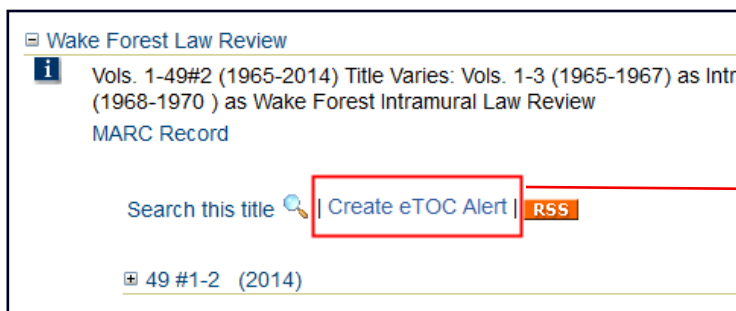 Wake Forest Law Review
i Vols. 1-49#2 (1965-2014) Title Varies: Vols. 1-3 (1965-1967) as
(1968-1970 ) as Wake Forest Intramural Law Review
MARC Record
Search this title | Create eTOC Alert | RSS
49 #1-2 (2014)